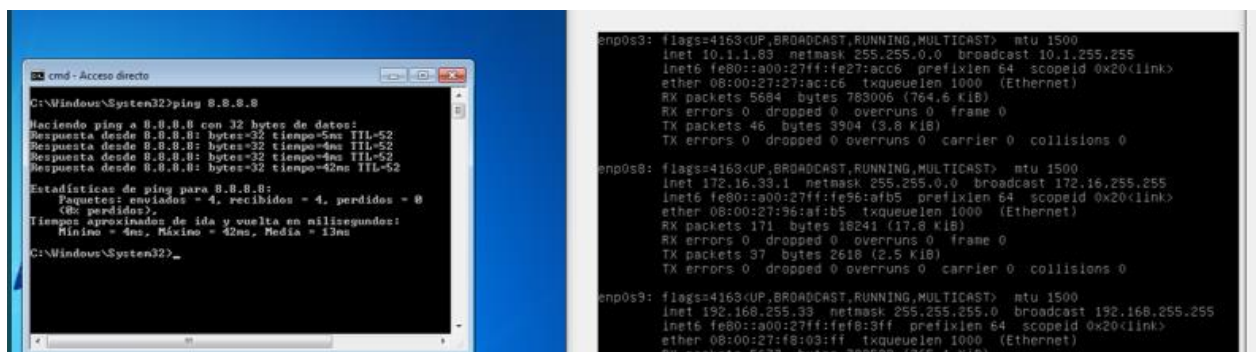 cmd - Acceso directo
C:\Windows\System32>ping 8.8.8.8
Haciendo ping a 8.8.8.8 con 32 bytes de datos:
Respuesta desde 8.8.8.8: bytes=32 tiempo=5ms TTL=52
Respuesta desde 8.8.8.8: bytes=32 tiempo=4ms TTL=52
Respuesta desde 8.8.8.8: bytes=32 tiempo=4ms TTL=52
Respuesta desde 8.8.8.8: bytes=32 tiempo=42ms TTL=52
Estadísticas de ping para 8.8.8.8:
Paquetes: enviados = 4, recibidos = 4, perdidos = 0
(0% perdidos),
Tiempos aproximados de ida y vuelta en milisegundos:
Mínimo = 4ms, Máximo = 42ms, Media = 13ms
C:\Windows\System32>_
enp0s3: flags=4163<UP,BROADCAST,RUNNING,MULTICAST> mtu 1500
inet 10.1.1.83 netmask 255.255.0.0 broadcast 10.1.255.255
inet6 fe80::a00:27ff:fe27:acc6 prefixlen 64 scopeid 0x20<link>
ether 08:00:27:27:ac:c6 txqueuelen 1000 (Ethernet)
RX packets 5684 bytes 783006 (764.6 KiB)
RX errors 0 dropped 0 overruns 0 frame 0
TX packets 46 bytes 3904 (3.8 KiB)
TX errors 0 dropped 0 overruns 0 carrier 0 collisions 0
enp0s8: flags=4163<UP,BROADCAST,RUNNING,MULTICAST> mtu 1500
inet 172.16.33.1 netmask 255.255.0.0 broadcast 172.16.255.255
inet6 fe80::a00:27ff:fe96:afb5 prefixlen 64 scopeid 0x20<link>
ether 08:00:27:96:af:b5 txqueuelen 1000 (Ethernet)
RX packets 171 bytes 18241 (17.8 KiB)
RX errors 0 dropped 0 overruns 0 frame 0
TX packets 37 bytes 2618 (2.5 KiB)
TX errors 0 dropped 0 overruns 0 carrier 0 collisions 0
enp0s9: flags=4163<UP,BROADCAST,RUNNING,MULTICAST> mtu 1500
inet 192.168.255.33 netmask 255.255.255.0 broadcast 192.168.255.255
inet6 fe80::a00:27ff:fef8:3ff prefixlen 64 scopeid 0x20<link>
ether 08:00:27:f8:03:ff txqueuelen 1000 (Ethernet)